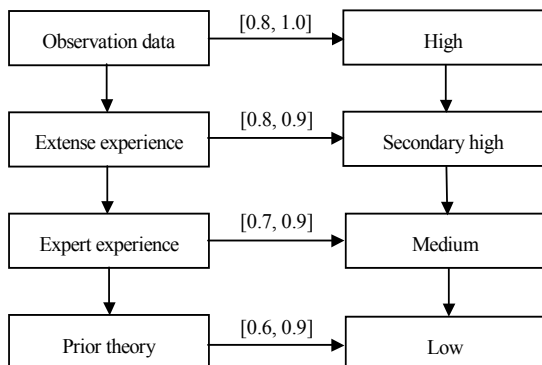 Observation data
[0.8, 1.0]
High
Extense experience
[0.8, 0.9]
Secondary high
Expert experience
[0.7, 0.9]
Medium
Prior theory
[0.6, 0.9]
Low